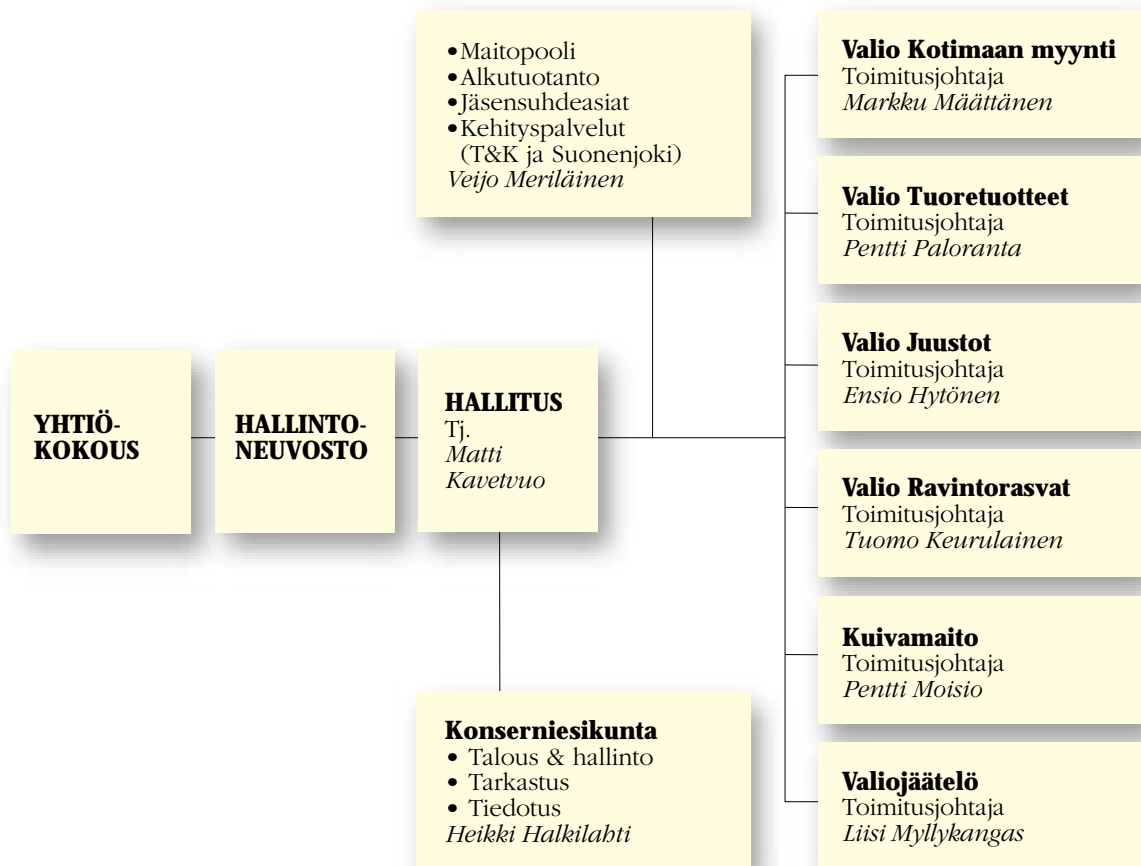 •Maitopooli
•Alkutuotanto
•Jäsensuhdeasiat
•Kehityspalvelut
(T&K ja Suonenjoki)
Veijo Meriläinen
Valio Kotimaan myynti
Toimitusjohtaja
Markku Määttänen
Valio Tuoretuotteet
Toimitusjohtaja
Pentti Paloranta
Valio Juustot
Toimitusjohtaja
Ensio Hytönen
YHTIÖ-
KOKOUS
HALLINTO-
NEUVOSTO
HALLITUS
Tj.
Matti
Kavetvuo
Valio Ravintorasvat
Toimitusjohtaja
Tuomo Keurulainen
Kuivamaito
Toimitusjohtaja
Pentti Moisio
Konserniesikunta
• Talous & hallinto
• Tarkastus
• Tiedotus
Heikki Halkilahti
Valiojäätelö
Toimitusjohtaja
Liisi Myllykangas